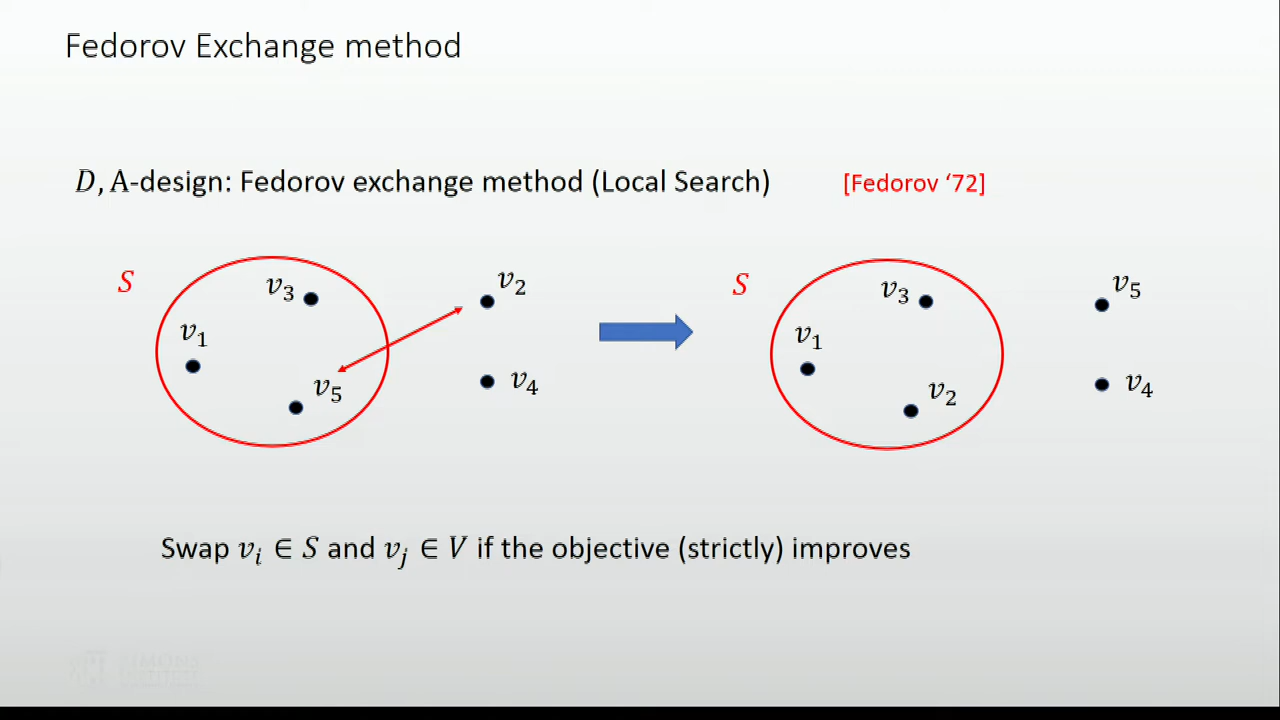 Fedorov Exchange method
D, A-design: Fedorov exchange method (Local Search) [Fedorov ‘72]
S v₃ v₂ v₁ v₅ v₄
S v₃ v₅ v₁ v₂ v₄
Swap vᵢ ∈ S and vⱼ ∈ V if the objective (strictly) improves